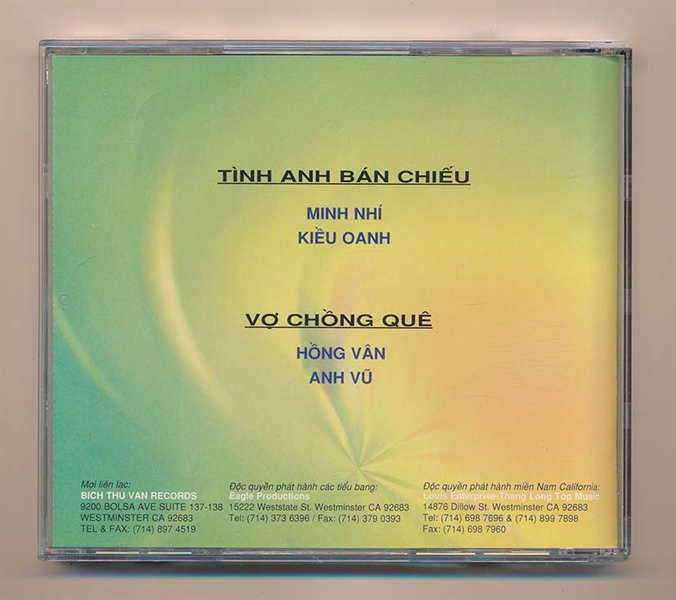 TÌNH ANH BÁN CHIẾU
MINH NHÍ
KIỀU OANH
VỢ CHỒNG QUÊ
HỒNG VÂN
ANH VŨ
Mọi liên lạc:
BICH THU VAN RECORDS
9200 BOLSA AVE SUITE 137-138
WESTMINSTER CA 92683
TEL & FAX: (714) 897 4519
Độc quyền phát hành các tiểu bang:
Eagle Productions
15222 Weststate St. Westminster CA 92683
Tel: (714) 373 6396 / Fax: (714) 379 0393
Độc quyền phát hành miền Nam California:
Louis Enterprise-Thang Long Top Music
14876 Dillow St. Westminster CA 92683
Tel: (714) 698 7696 & (714) 899 7898
Fax: (714) 698 7960